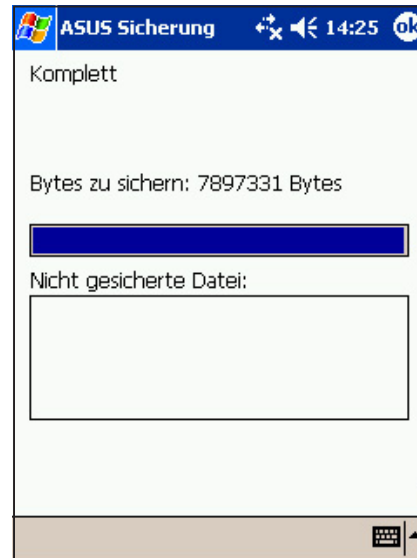 ASUS Sicherung 14:25 ok
Komplett
Bytes zu sichern: 7897331 Bytes
Nicht gesicherte Datei: